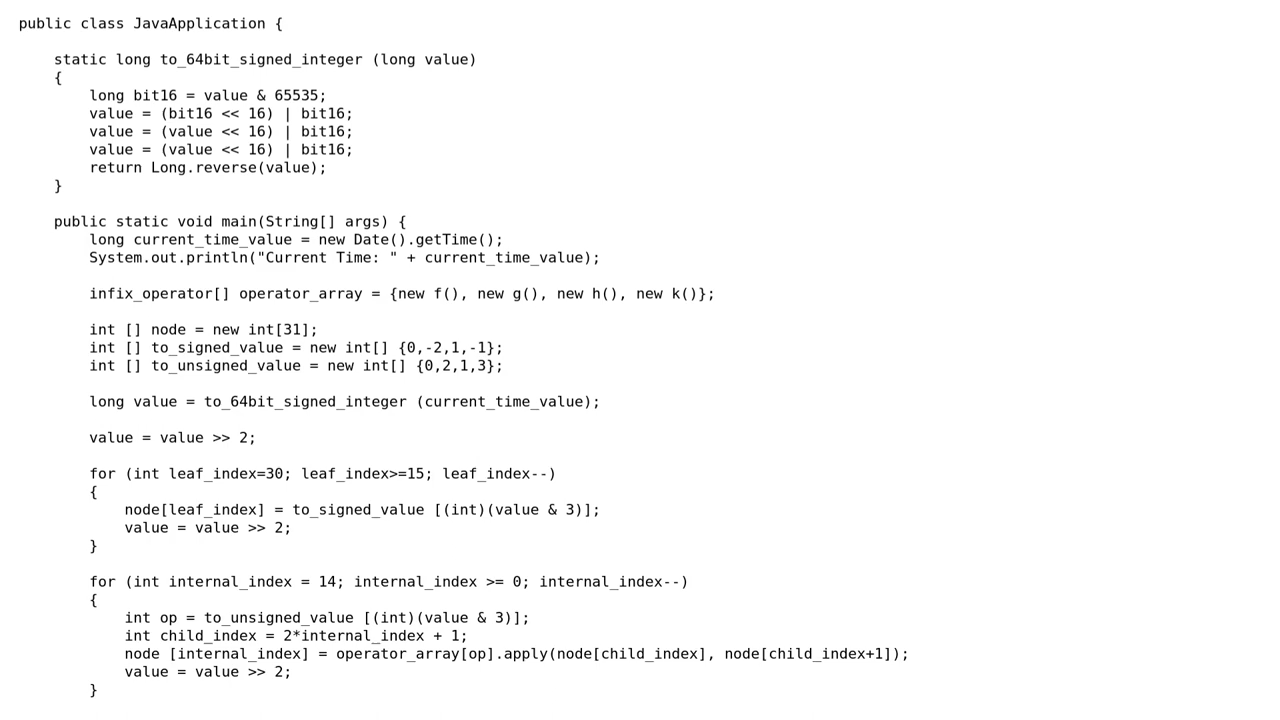 public class JavaApplication {
static long to_64bit_signed_integer (long value)
{
long bit16 = value & 65535;
value = (bit16 << 16) | bit16;
value = (value << 16) | bit16;
value = (value << 16) | bit16;
return Long.reverse(value);
}
public static void main(String[] args) {
long current_time_value = new Date().getTime();
System.out.println("Current Time: " + current_time_value);
infix_operator[] operator_array = {new f(), new g(), new h(), new k()};
int [] node = new int[31];
int [] to_signed_value = new int[] {0,-2,1,-1};
int [] to_unsigned_value = new int[] {0,2,1,3};
long value = to_64bit_signed_integer (current_time_value);
value = value >> 2;
for (int leaf_index=30; leaf_index>=15; leaf_index--)
{
node[leaf_index] = to_signed_value [(int)(value & 3)];
value = value >> 2;
}
for (int internal_index = 14; internal_index >= 0; internal_index--)
{
int op = to_unsigned_value [(int)(value & 3)];
int child_index = 2*internal_index + 1;
node [internal_index] = operator_array[op].apply(node[child_index], node[child_index+1]);
value = value >> 2;
}